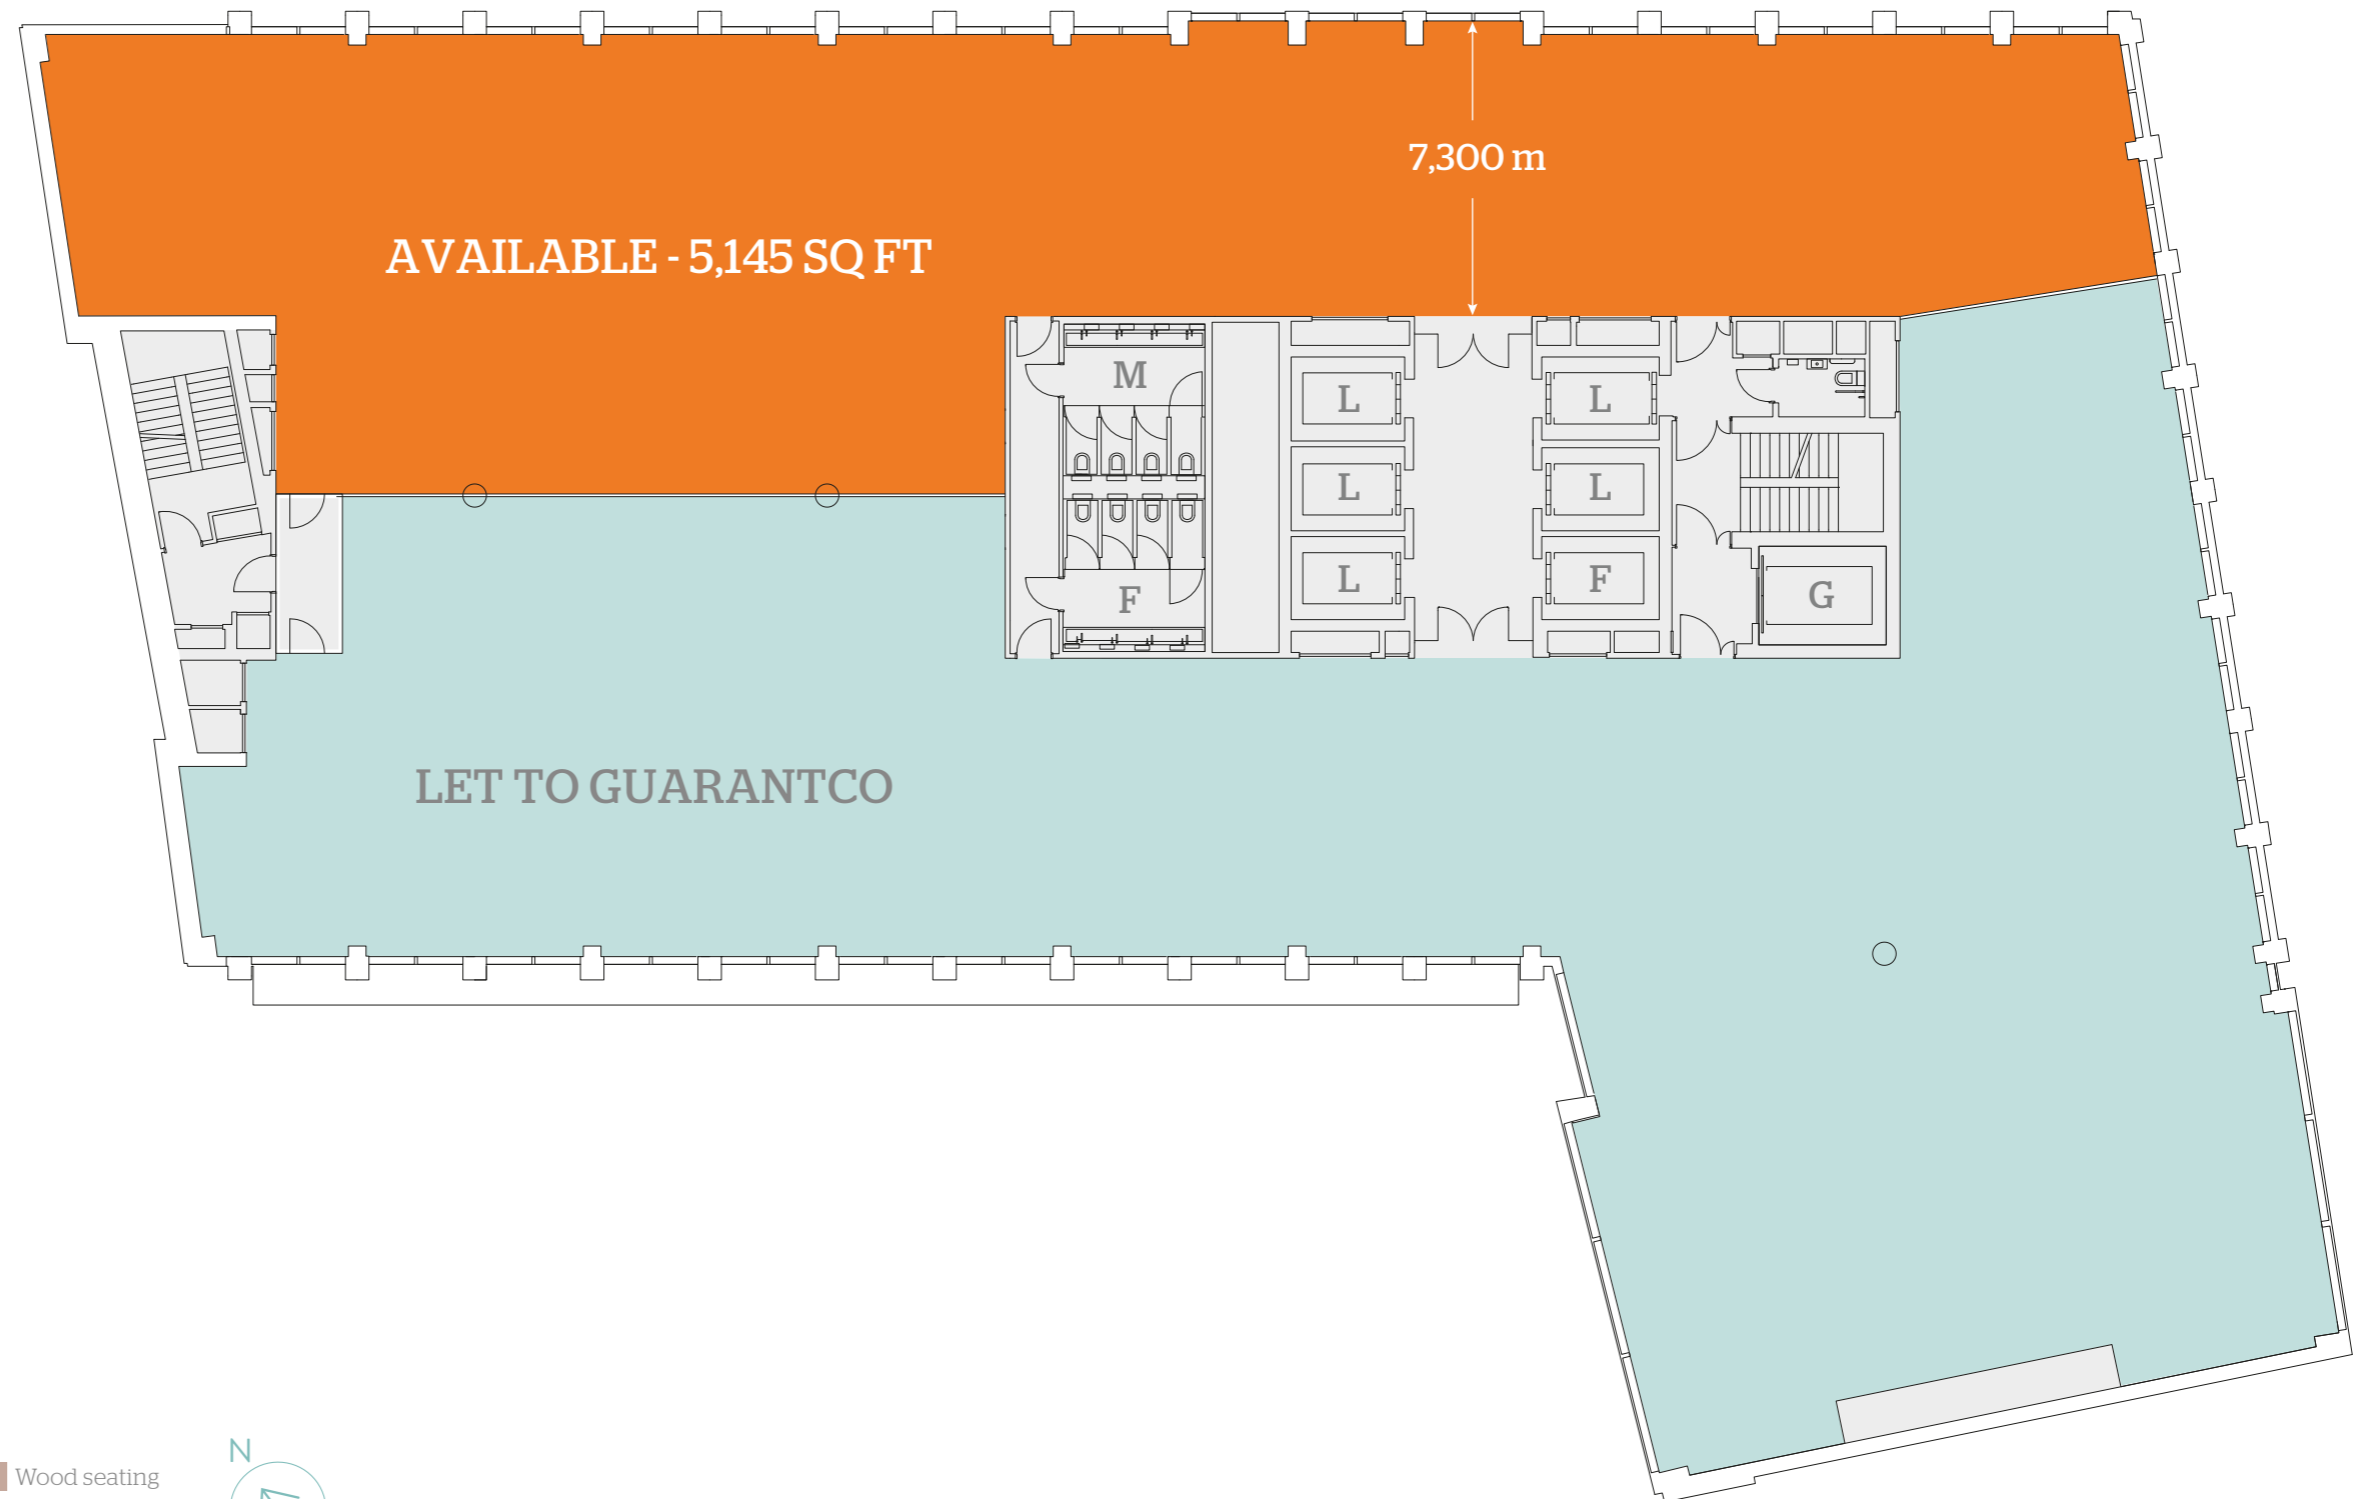 7,300 m
AVAILABLE - 5,145 SQ FT
M
L
L
L
L
L
F
F
G
LET TO GUARANTCO
N
Wood seating